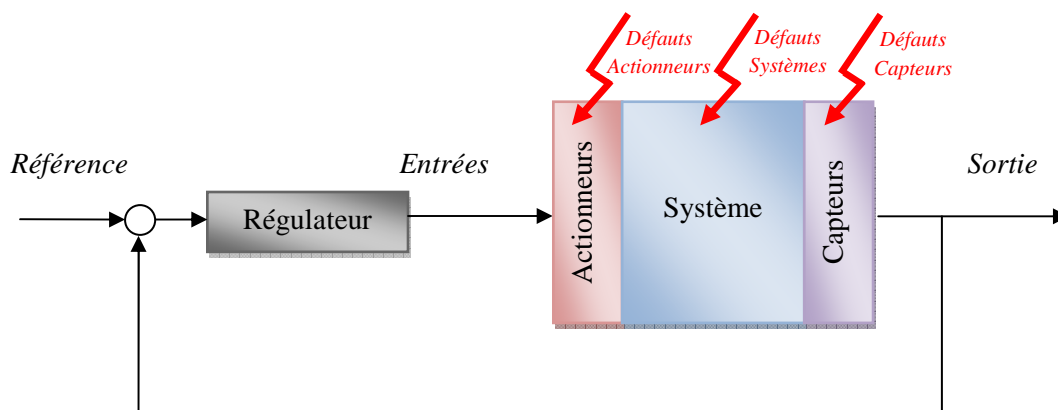 Défauts
Actionneurs
Défauts
Systèmes
Défauts
Capteurs
Référence
Entrées
Sortie
Régulateur
Actionneurs
Système
Capteurs